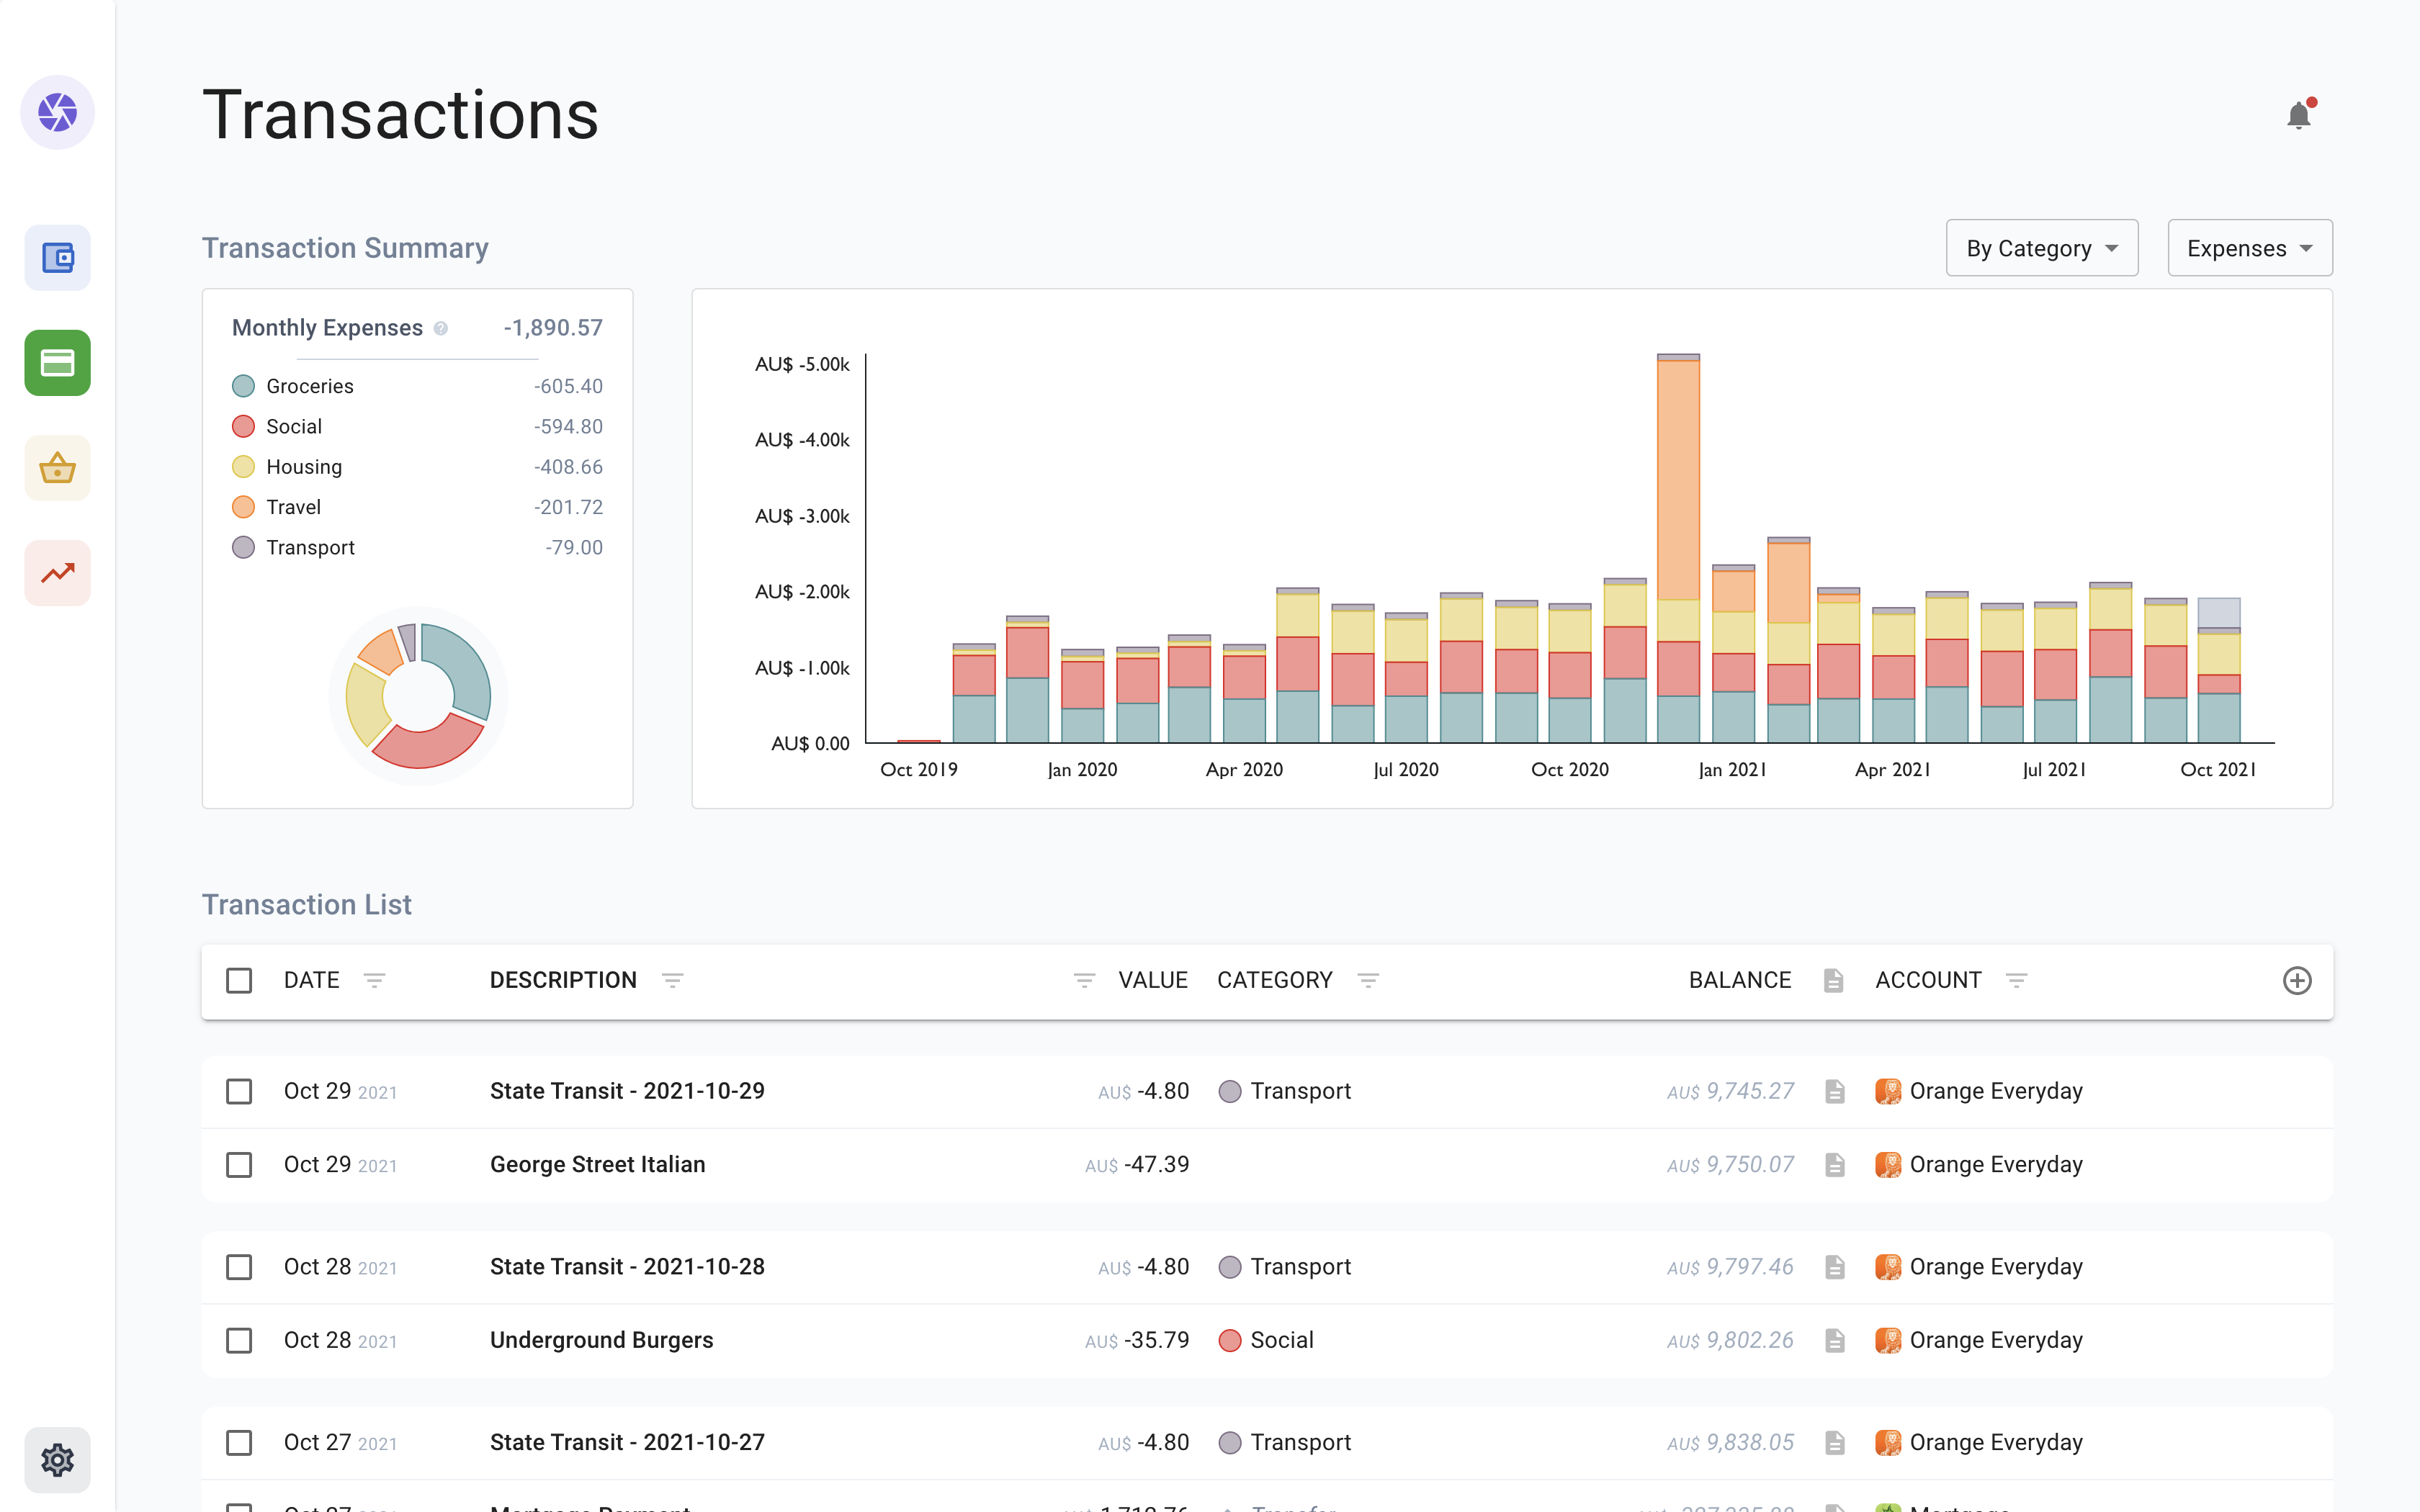 Transactions
Transaction Summary
By Category
Expenses
Monthly Expenses ? -1,890.57
Groceries -605.40
Social -594.80
Housing -408.66
Travel -201.72
Transport -79.00
AU$ -5.00k
AU$ -4.00k
AU$ -3.00k
AU$ -2.00k
AU$ -1.00k
AU$ 0.00
Oct 2019 Jan 2020 Apr 2020 Jul 2020 Oct 2020 Jan 2021 Apr 2021 Jul 2021 Oct 2021
Transaction List
DATE DESCRIPTION VALUE CATEGORY BALANCE ACCOUNT
Oct 29 2021 State Transit - 2021-10-29 AU$ -4.80 Transport AU$ 9,745.27 Orange Everyday
Oct 29 2021 George Street Italian AU$ -47.39 AU$ 9,750.07 Orange Everyday
Oct 28 2021 State Transit - 2021-10-28 AU$ -4.80 Transport AU$ 9,797.46 Orange Everyday
Oct 28 2021 Underground Burgers AU$ -35.79 Social AU$ 9,802.26 Orange Everyday
Oct 27 2021 State Transit - 2021-10-27 AU$ -4.80 Transport AU$ 9,838.05 Orange Everyday
Mortgage Payment Transfer Mortgage